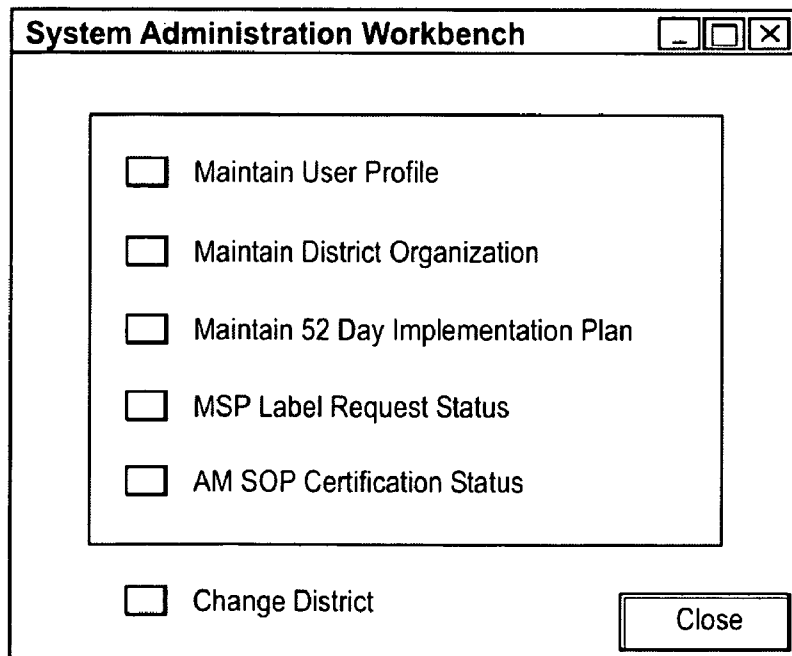 System Administration Workbench
Maintain User Profile
Maintain District Organization
Maintain 52 Day Implementation Plan
MSP Label Request Status
AM SOP Certification Status
Change District
Close